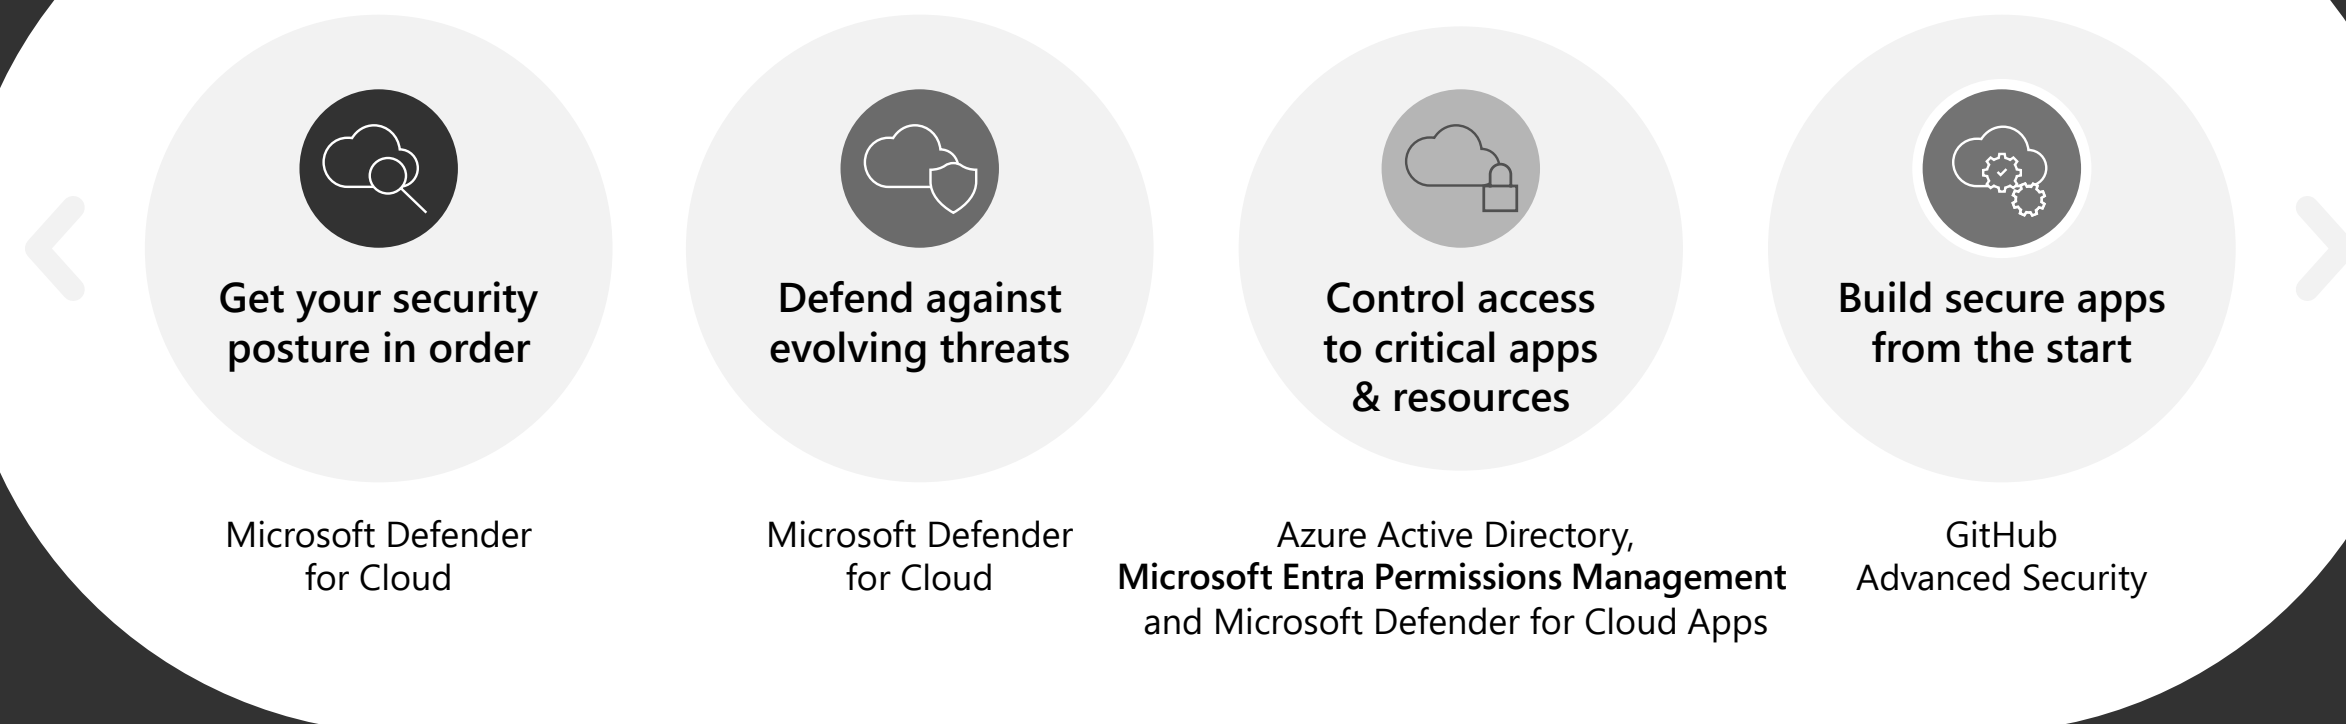 Get your security
posture in order
Defend against
evolving threats
Control access
to critical apps
& resources
Build secure apps
from the start
Microsoft Defender
for Cloud
Microsoft Defender
for Cloud
Azure Active Directory,
Microsoft Entra Permissions Management
and Microsoft Defender for Cloud Apps
GitHub
Advanced Security